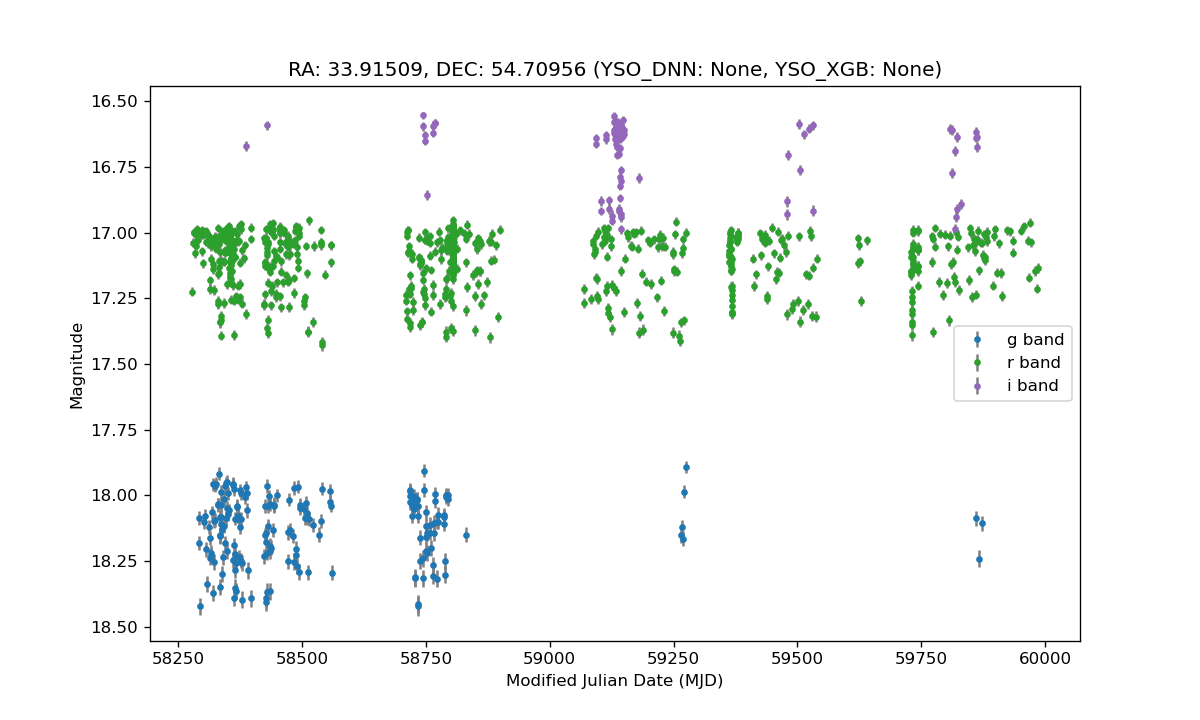 RA: 33.91509, DEC: 54.70956 (YSO_DNN: None, YSO_XGB: None)
16.50
16.75
17.00
17.25
17.50
17.75
18.00
18.25
18.50
Magnitude
g band
r band
i band
58250 58500 58750 59000 59250 59500 59750 60000
Modified Julian Date (MJD)